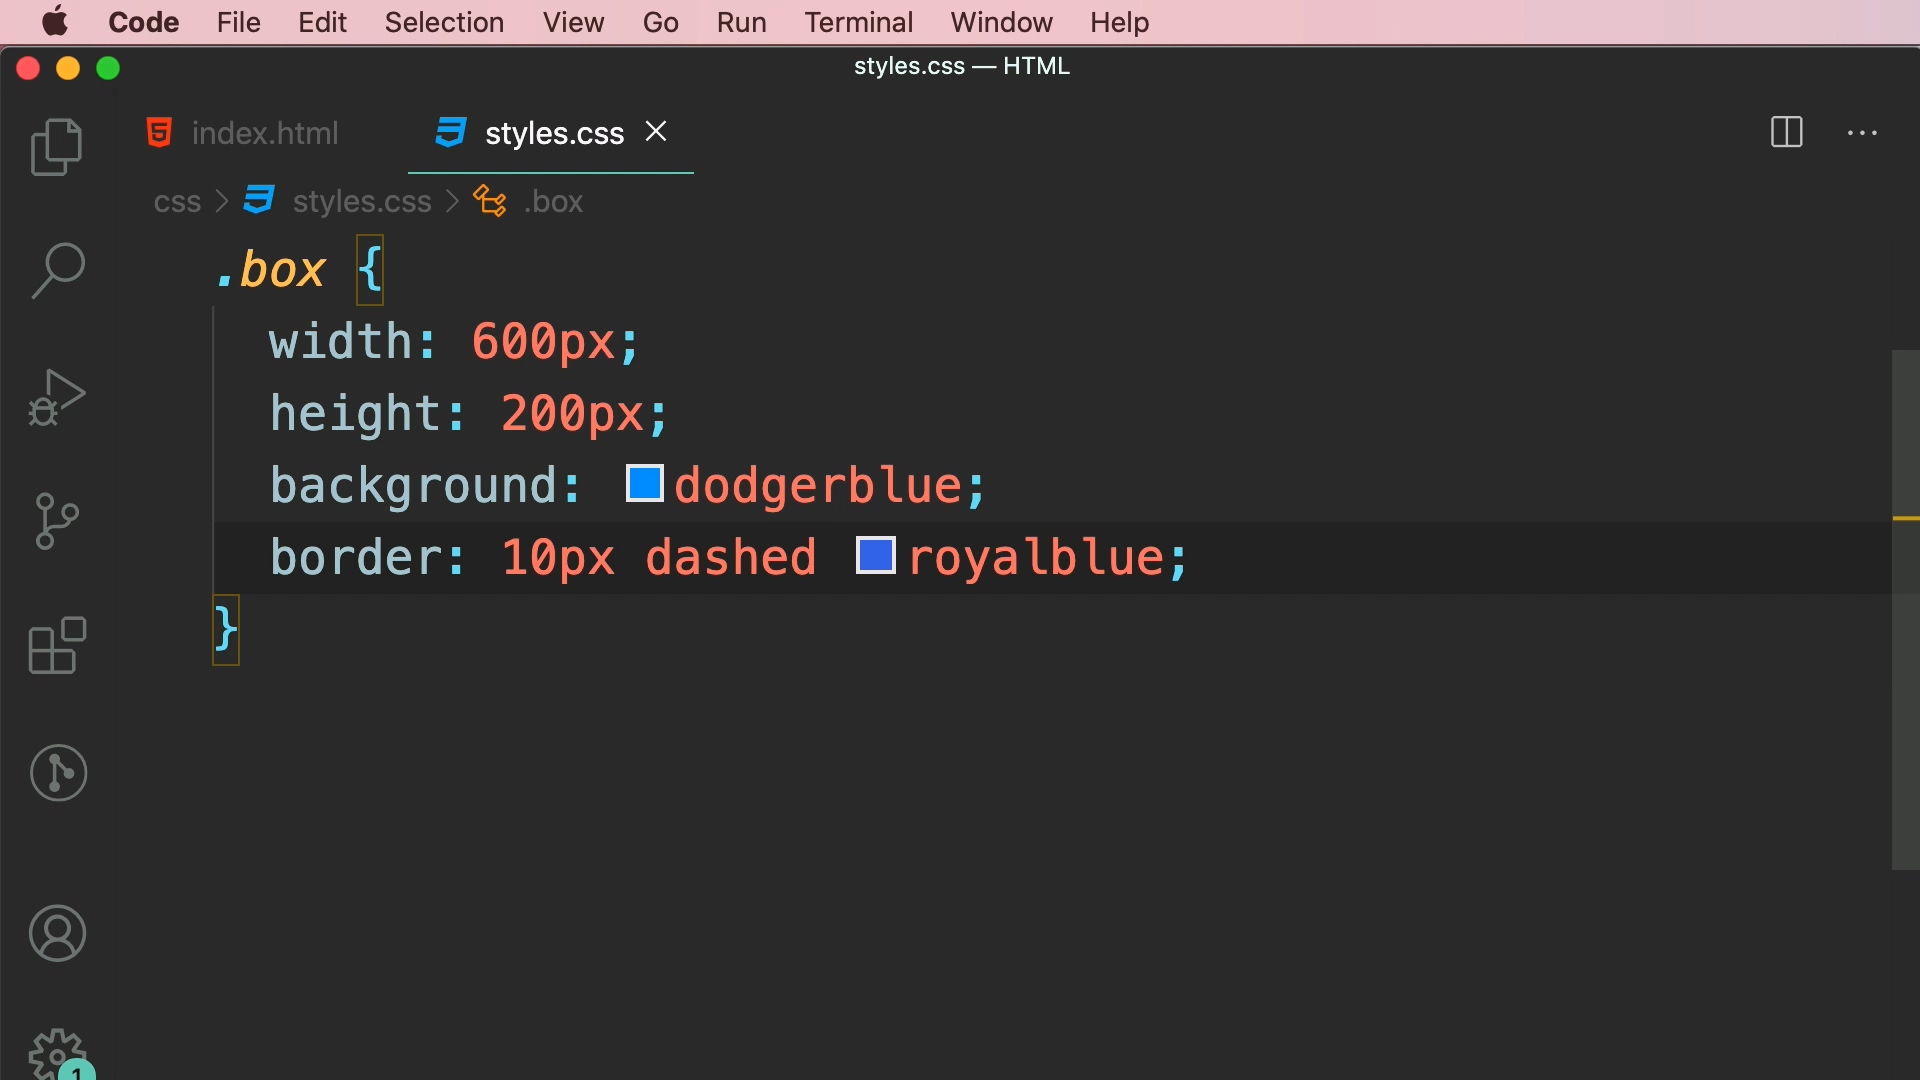 Code File Edit Selection View Go Run Terminal Window Help
styles.css — HTML
index.html styles.css
css > styles.css > .box
.box {
width: 600px;
height: 200px;
background: dodgerblue;
border: 10px dashed royalblue;
}
1